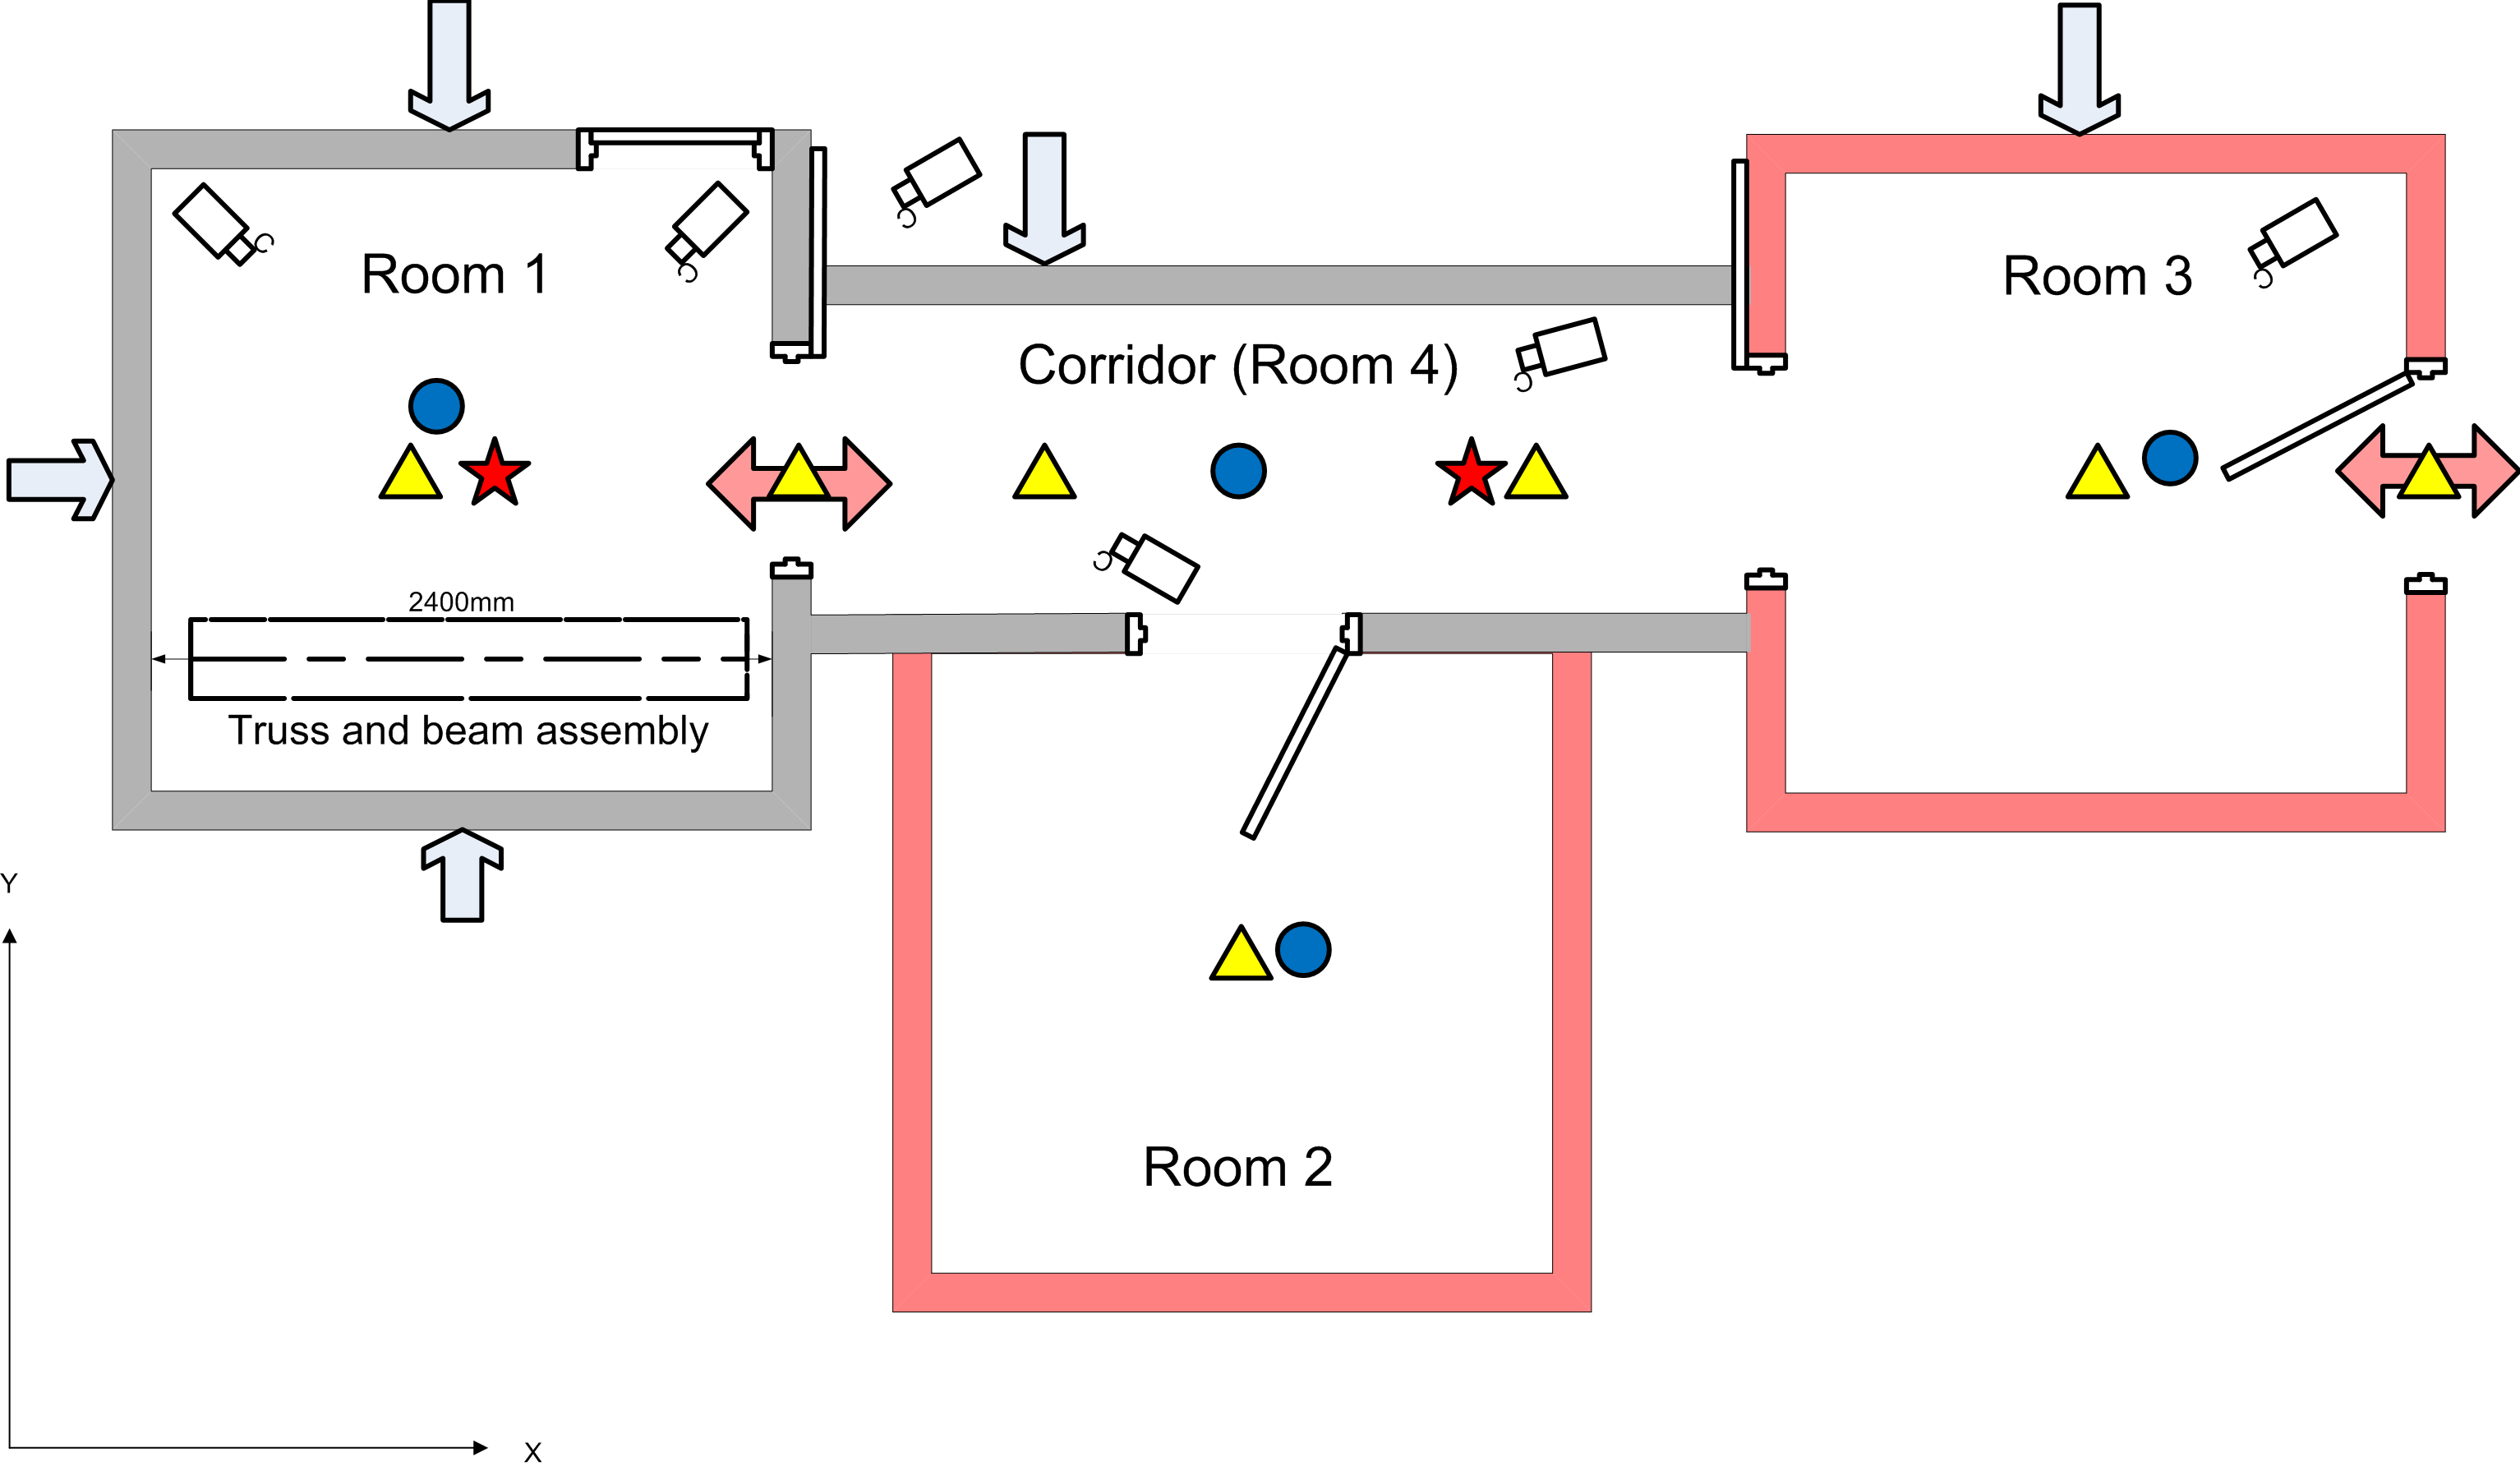 Room 1
Room 3
Corridor (Room 4)
2400mm
Truss and beam assembly
Y
Room 2
X